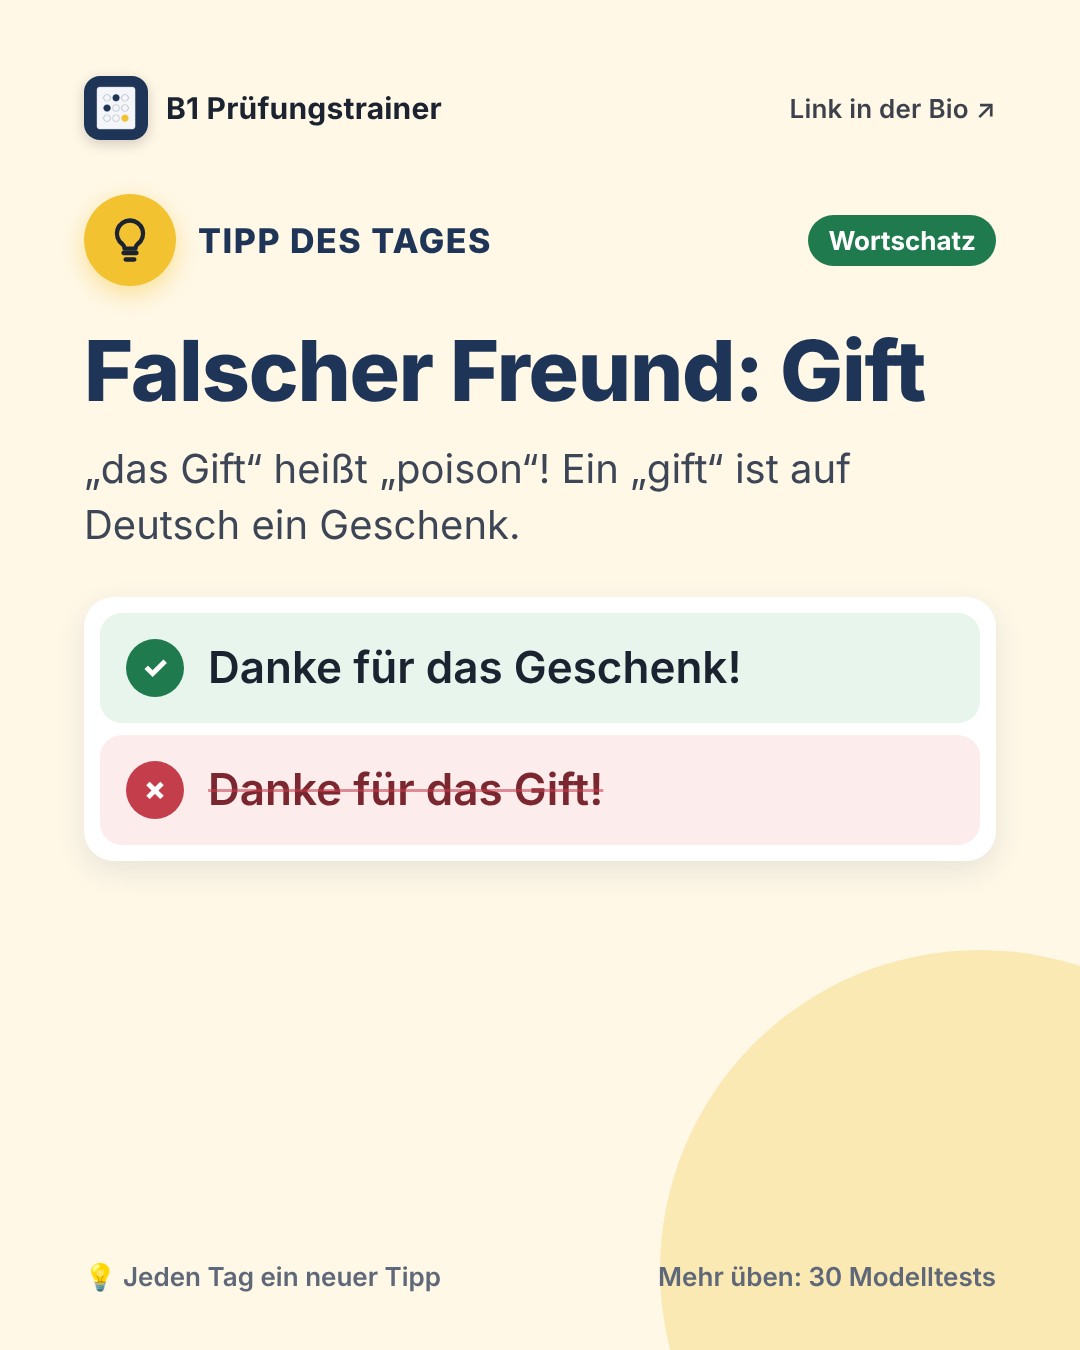 B1 Prüfungstrainer
Link in der Bio ↗
TIPP DES TAGES
Wortschatz
Falscher Freund: Gift
„das Gift“ heißt „poison“! Ein „gift“ ist auf
Deutsch ein Geschenk.
Danke für das Geschenk!
Danke für das Gift!
💡 Jeden Tag ein neuer Tipp
Mehr üben: 30 Modelltests